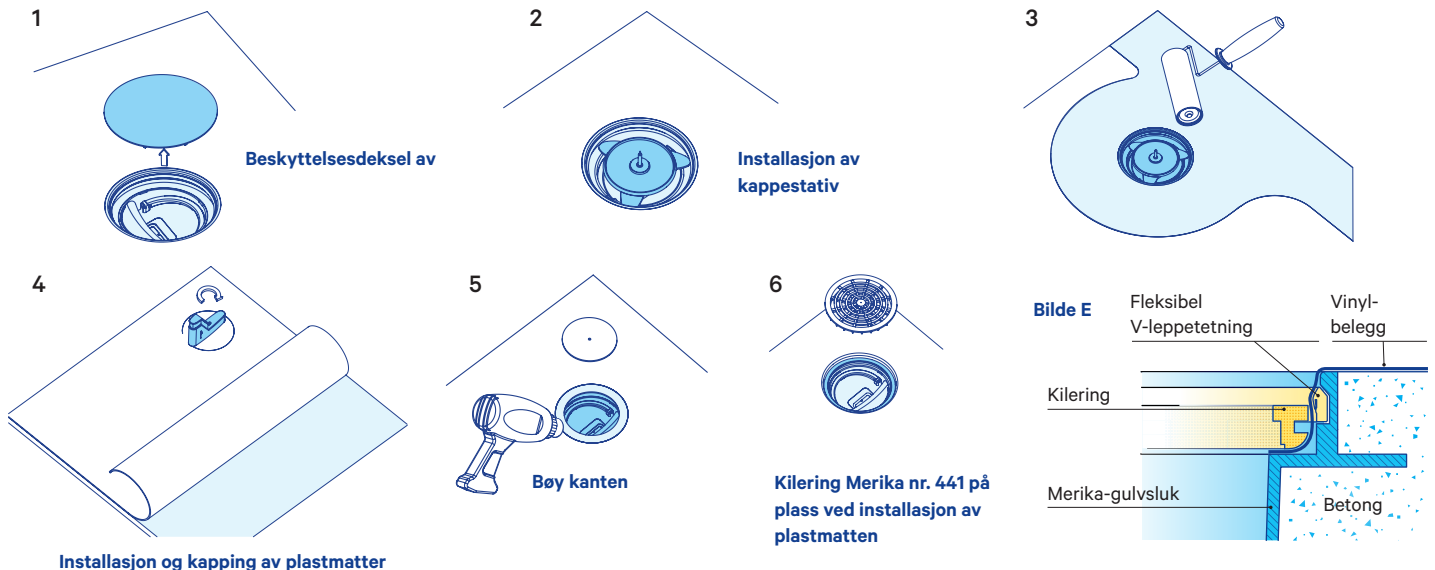 1
Beskyttelsesdeksel av
2
Installasjon av
kappestativ
3
4
Installasjon og kapping av plastmatter
5
Bøy kanten
6
Kilering Merika nr. 441 på
plass ved installasjon av
plastmatten
Bilde E
Fleksibel
V-leppetetning
Vinyl-
belegg
Kilering
Merika-gulvsluk
Betong